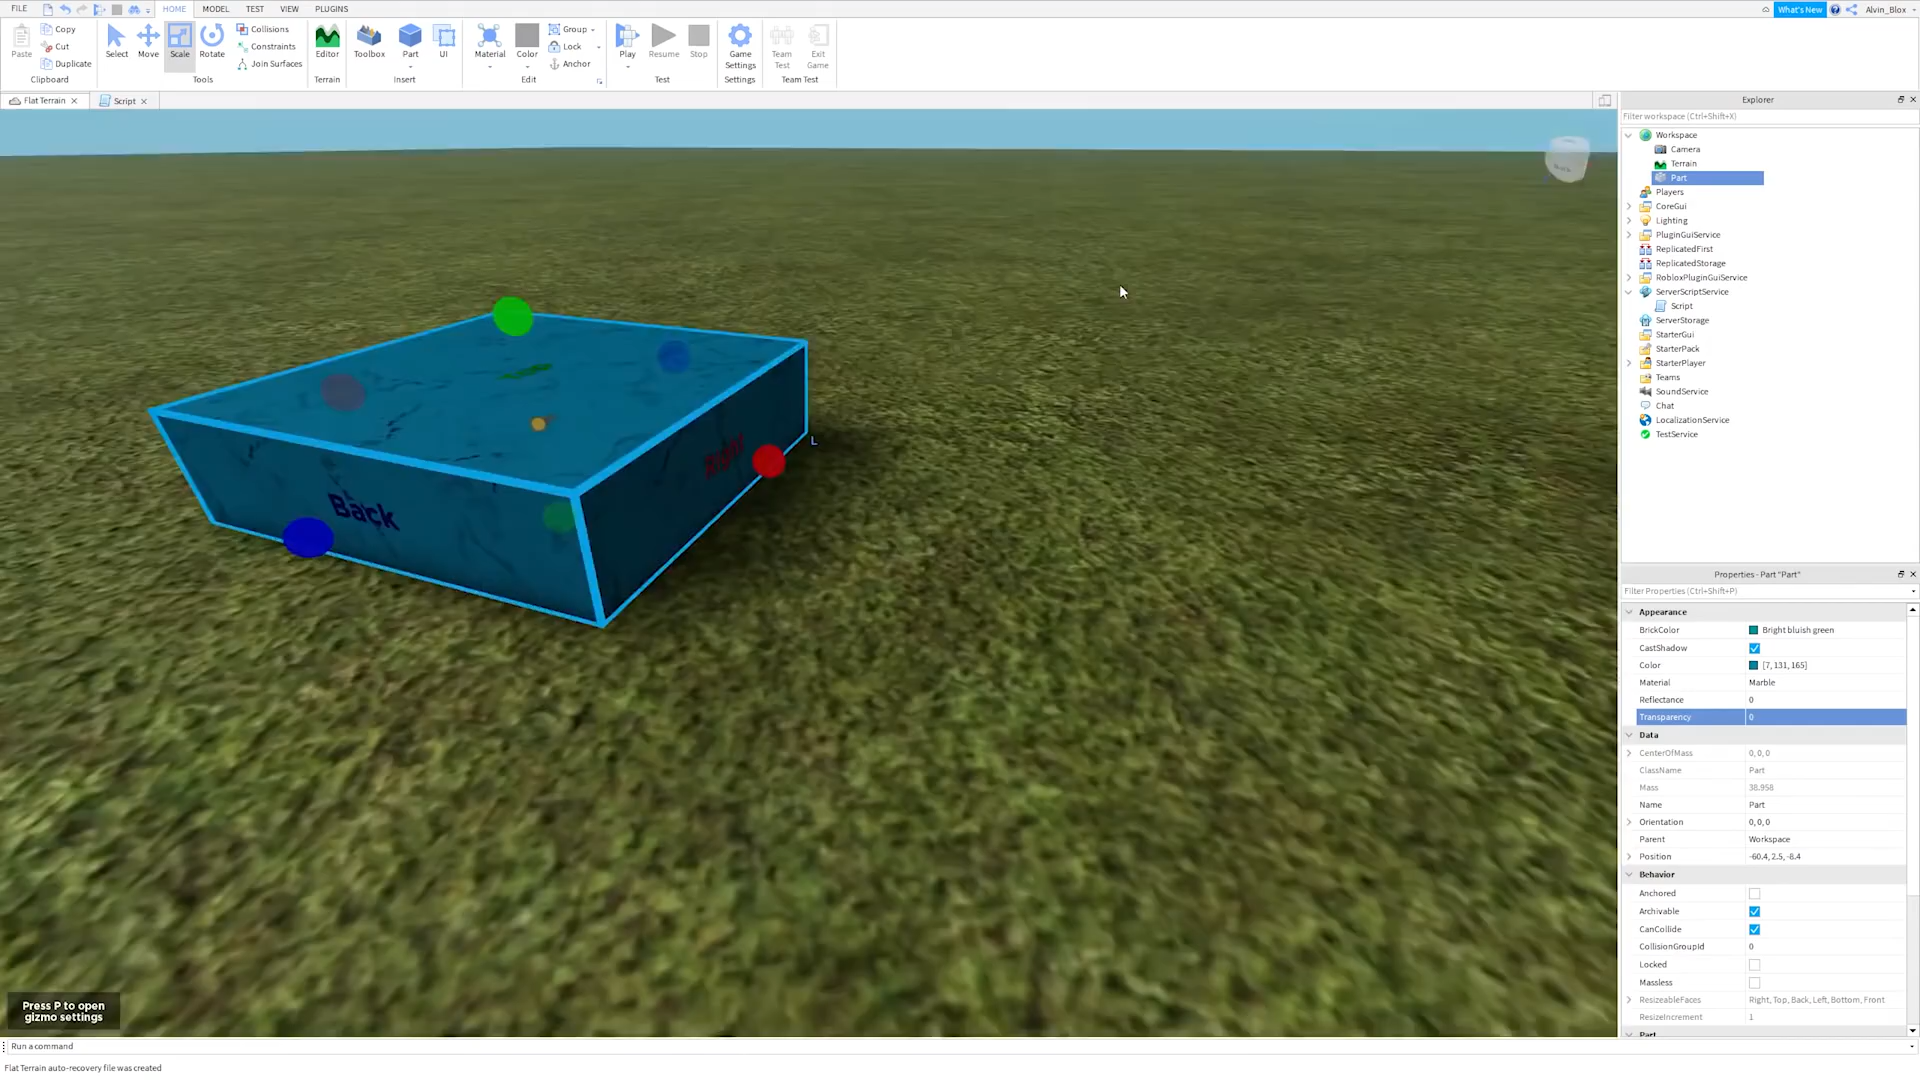 FILE HOME MODEL TEST VIEW PLUGINS What's New Alvin_Blox
Paste Copy Cut Duplicate Clipboard
Select Move Scale Rotate Collisions Constraints Join Surfaces Tools
Editor Terrain
Toolbox Part UI Insert
Material Color Group Lock Anchor Edit
Play Resume Stop Test
Game Settings Settings
Team Test Exit Game Team Test
Flat Terrain Script
Back
Right
L
Press P to open
gizmo settings
Explorer
Filter workspace (Ctrl+Shift+X)
Workspace
Camera
Terrain
Part
Players
CoreGui
Lighting
PluginGuiService
ReplicatedFirst
ReplicatedStorage
RobloxPluginGuiService
ServerScriptService
Script
ServerStorage
StarterGui
StarterPack
StarterPlayer
Teams
SoundService
Chat
LocalizationService
TestService
Properties - Part "Part"
Filter Properties (Ctrl+Shift+P)
Appearance
BrickColor Bright bluish green
CastShadow
Color [7, 131, 165]
Material Marble
Reflectance 0
Transparency 0
Data
CenterOfMass 0, 0, 0
ClassName Part
Mass 38.958
Name Part
Orientation 0, 0, 0
Parent Workspace
Position -60.4, 2.5, -8.4
Behavior
Anchored
Archivable
CanCollide
CollisionGroupId 0
Locked
Massless
ResizeableFaces Right, Top, Back, Left, Bottom, Front
ResizeIncrement 1
Part
Run a command
Flat Terrain auto-recovery file was created